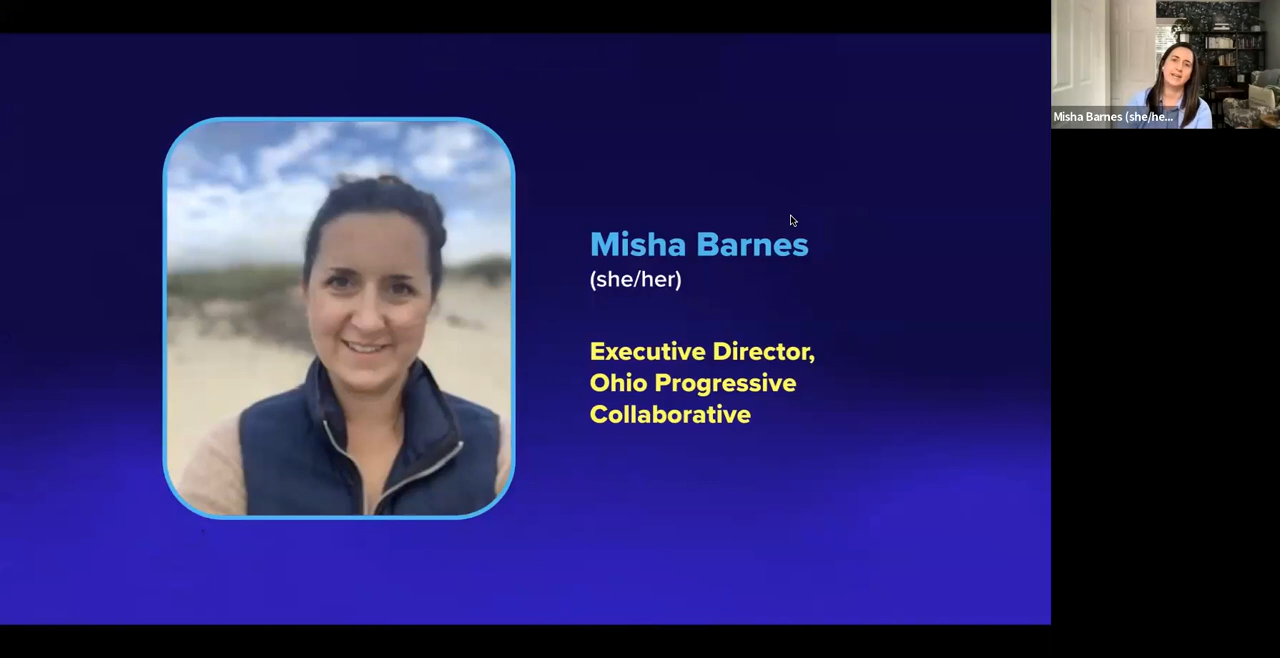 Misha Barnes
(she/her)
Executive Director,
Ohio Progressive
Collaborative
Misha Barnes (she/he...